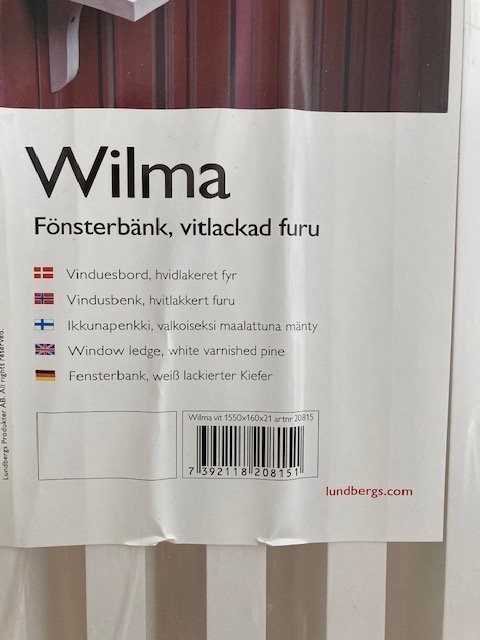 Wilma
Fönsterbänk, vitlackad furu
Vinduesbord, hvidlakeret fyr
Vindusbenk, hvitlakkert furu
Ikkunapenkki, valkoiseksi maalattuna mänty
Window ledge, white varnished pine
Fensterbank, weiß lackierter Kiefer
Wilma vit 1550x160x21 artnr 20815
7 392118 208151
lundbergs.com
Lundbergs Produkter AB. All rights reserved.